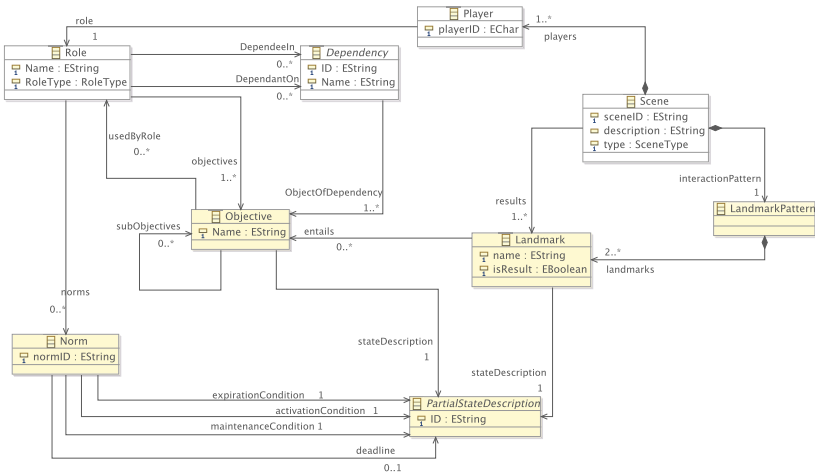 Player
role
playerID : EChar
1..*
1
players
Role
DependeeIn
Dependency
Name : EString
0..*
ID : EString
RoleType : RoleType
DependantOn
Name : EString
0..*
Scene
sceneID : EString
description : EString
type : SceneType
usedByRole
0..*
objectives
1..*
interactionPattern
1
ObjectOfDependency
1..*
results
1..*
LandmarkPattern
Objective
Name : EString
subObjectives
0..*
entails
0..*
Landmark
name : EString
isResult : EBoolean
2..*
landmarks
norms
0..*
Norm
normID : EString
stateDescription
1
stateDescription
1
expirationCondition 1
activationCondition 1
maintenanceCondition 1
PartialStateDescription
ID : EString
deadline
0..1